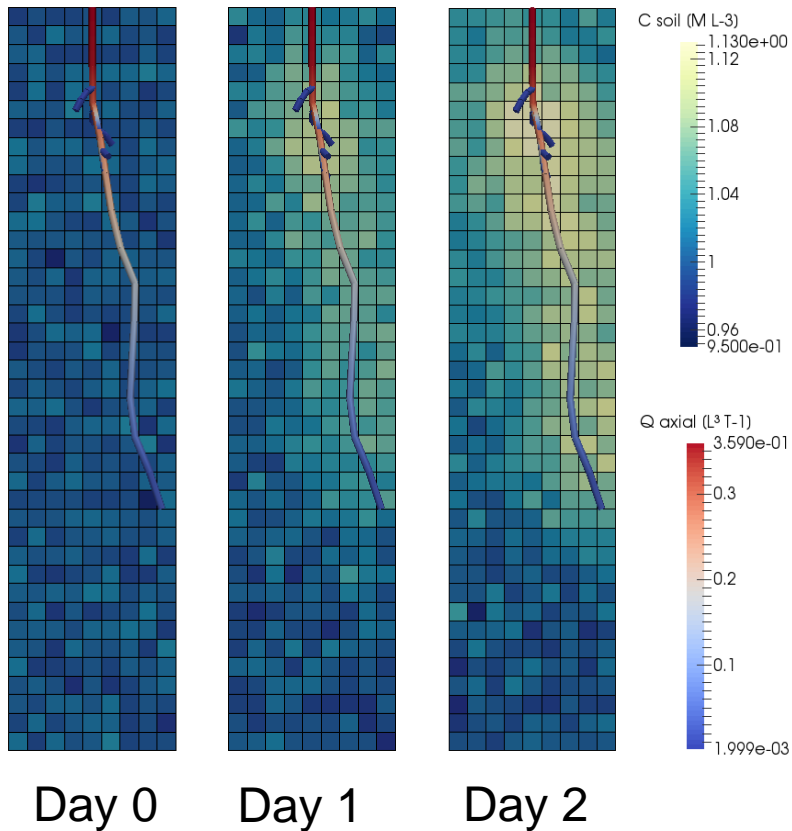 C soil (M L-3)
1.130e+00
1.12
1.08
1.04
1
0.96
9.500e-01
Q axial (L³ T-1)
3.590e-01
0.3
0.2
0.1
1.999e-03
Day 0 Day 1 Day 2